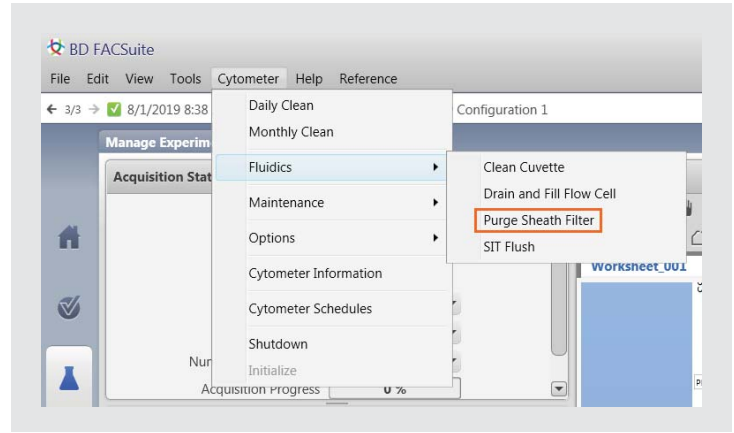 BD FACSuite
File Edit View Tools Cytometer Help Reference
3/3 8/1/2019 8:38
Configuration 1
Daily Clean
Monthly Clean
Fluidics
Maintenance
Options
Cytometer Information
Cytometer Schedules
Shutdown
Initialize
Clean Cuvette
Drain and Fill Flow Cell
Purge Sheath Filter
SIT Flush
Manage Experim
Acquisition Stat
Worksheet_001
Nur
Acquisition Progress 0 %